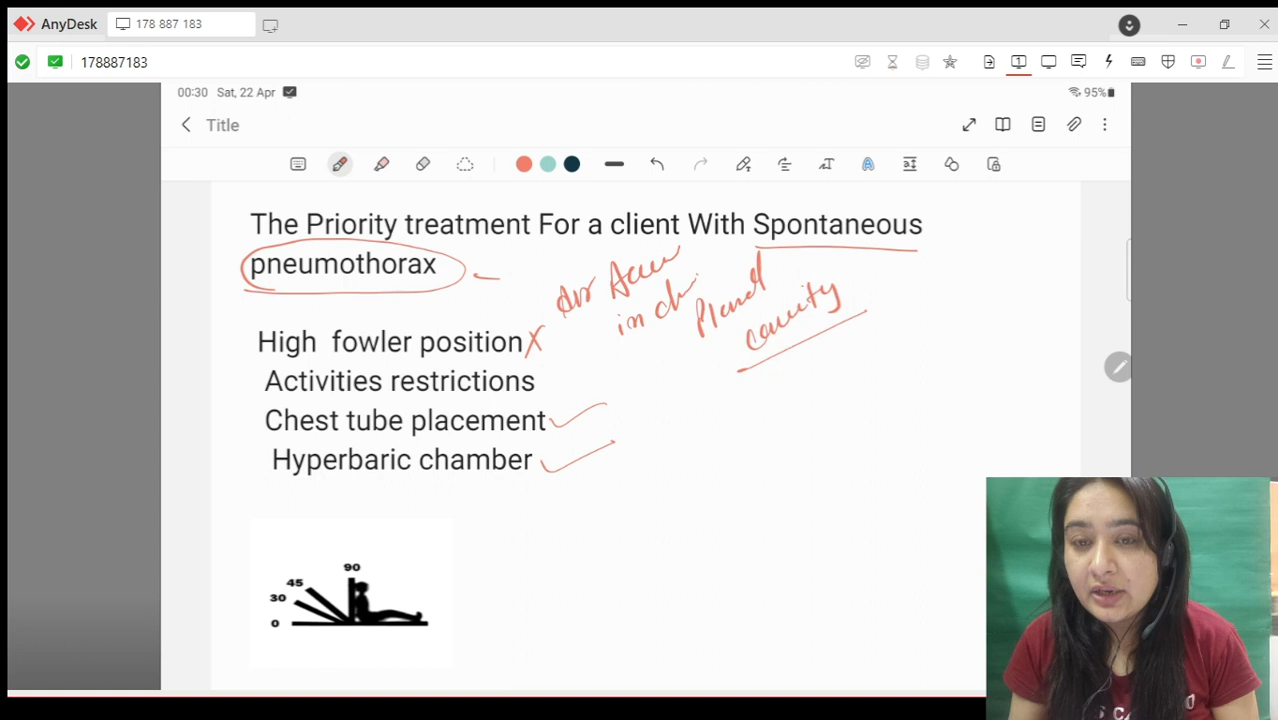 AnyDesk
178 887 183
178887183
00:30 Sat, 22 Apr
95%
Title
The Priority treatment For a client With Spontaneous
pneumothorax
Air
in
cavity
High fowler position X
Activities restrictions
Chest tube placement
Hyperbaric chamber
90
45
30
0